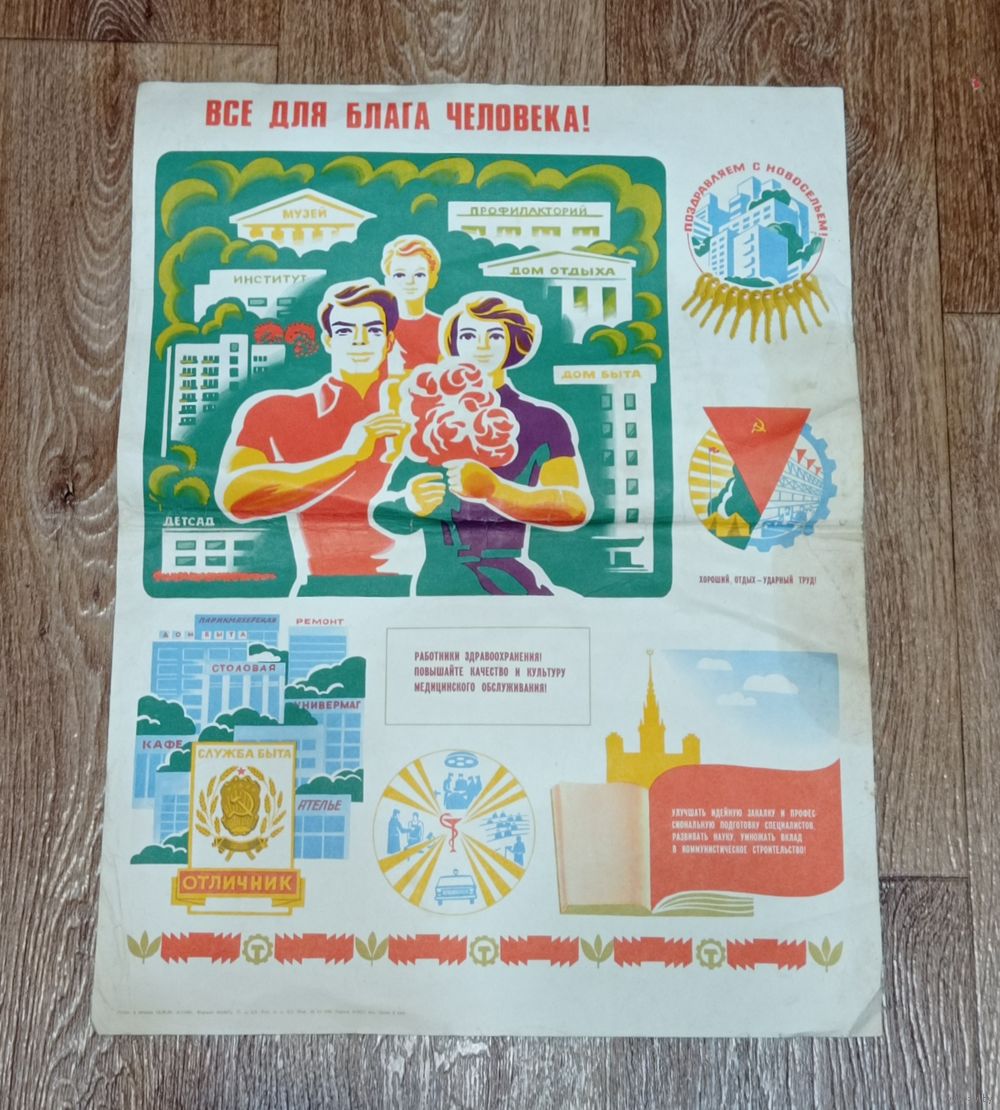 ВСЕ ДЛЯ БЛАГА ЧЕЛОВЕКА!
МУЗЕЙ
ПРОФИЛАКТОРИЙ
ИНСТИТУТ
ДОМ ОТДЫХА
ДОМ БЫТА
ДЕТСАД
ПОЗДРАВЛЯЕМ С НОВОСЕЛЬЕМ!
ХОРОШИЙ ОТДЫХ – УДАРНЫЙ ТРУД!
ПАРИКМАХЕРСКАЯ
РЕМОНТ
ДОМ БЫТА
СТОЛОВАЯ
УНИВЕРМАГ
КАФЕ
СЛУЖБА БЫТА
АТЕЛЬЕ
ОТЛИЧНИК
РАБОТНИКИ ЗДРАВООХРАНЕНИЯ!
ПОВЫШАЙТЕ КАЧЕСТВО И КУЛЬТУРУ
МЕДИЦИНСКОГО ОБСЛУЖИВАНИЯ!
УЛУЧШАТЬ ИДЕЙНУЮ ЗАКАЛКУ И ПРОФЕС-
СИОНАЛЬНУЮ ПОДГОТОВКУ СПЕЦИАЛИСТОВ,
РАЗВИВАТЬ НАУКУ, УМНОЖАТЬ ВКЛАД
В КОММУНИСТИЧЕСКОЕ СТРОИТЕЛЬСТВО!